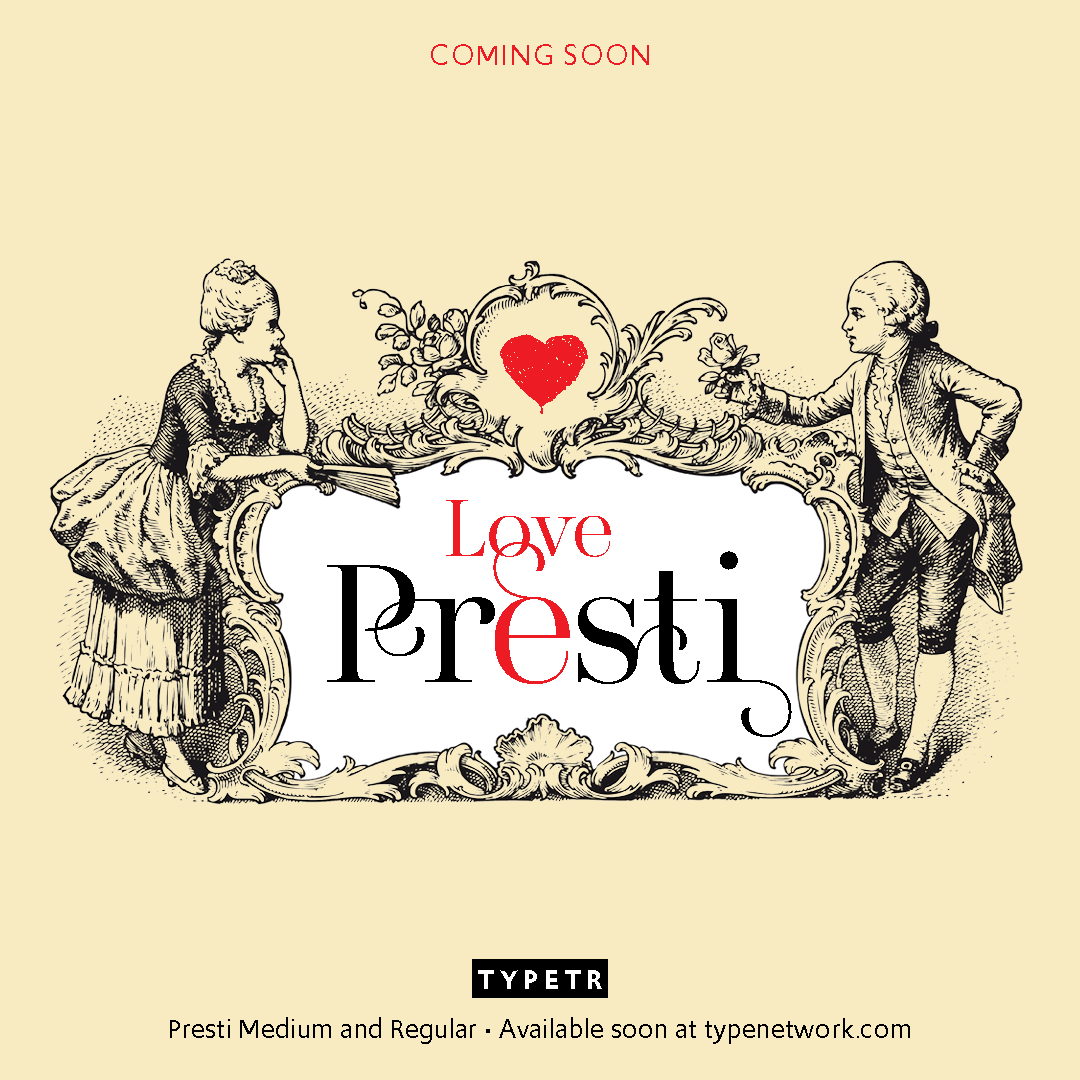 COMING SOON
Love
Presti
TYPETR
Presti Medium and Regular • Available soon at typenetwork.com